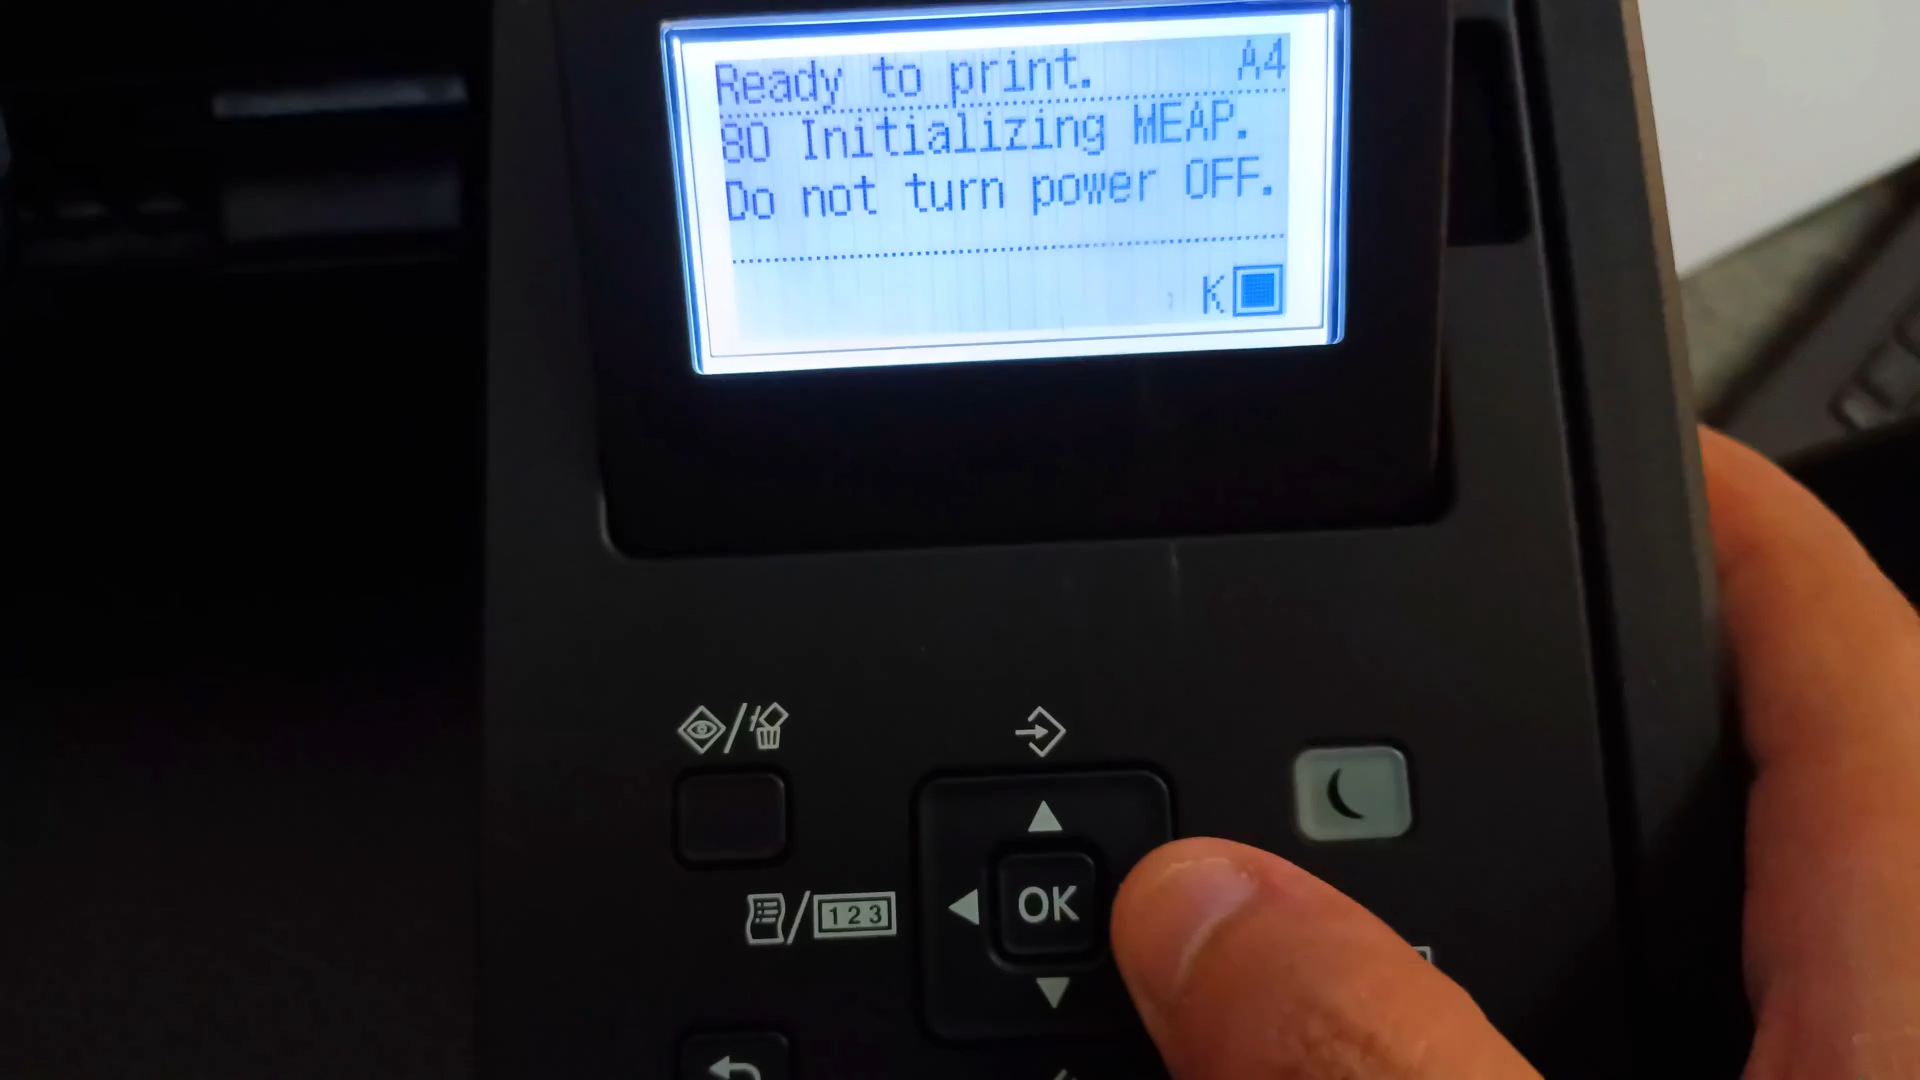 Ready to print. A4
80 Initializing MEAP.
Do not turn power OFF.
K
OK
123